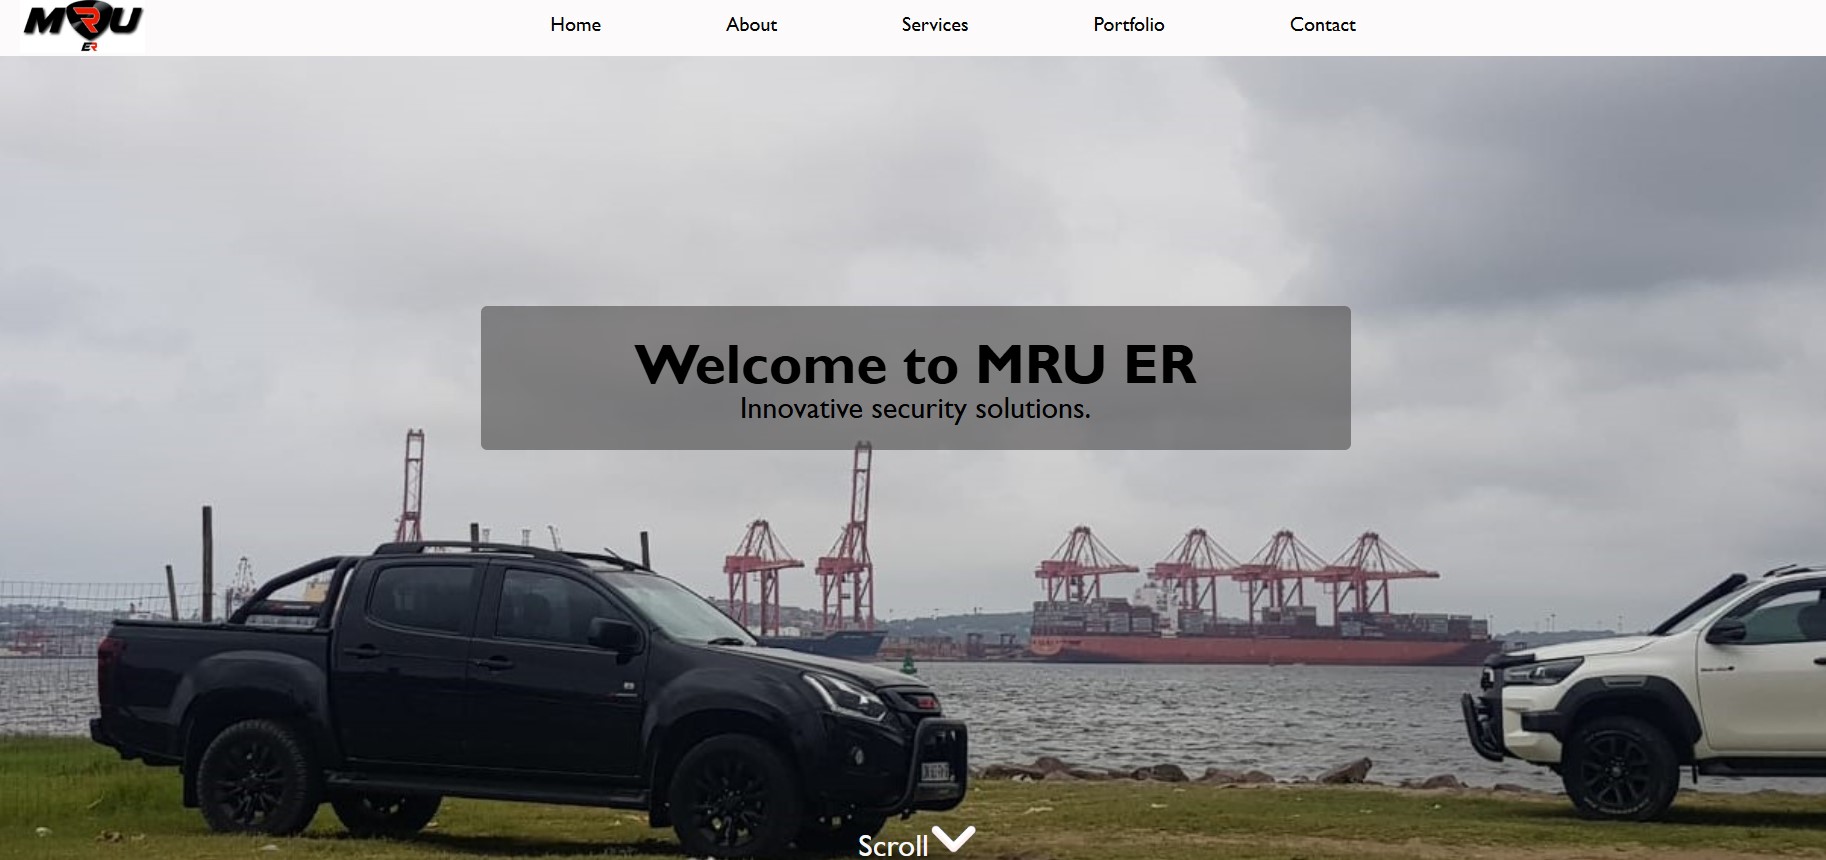 MRU
ER
Home About Services Portfolio Contact
Welcome to MRU ER
Innovative security solutions.
Scroll